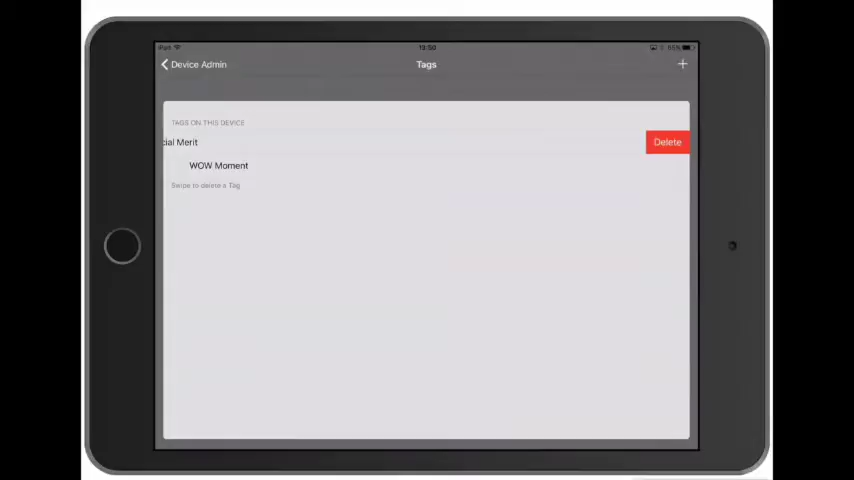 iPad 13:50 85%
Device Admin Tags +
TAGS ON THIS DEVICE
cial Merit Delete
WOW Moment
Swipe to delete a Tag